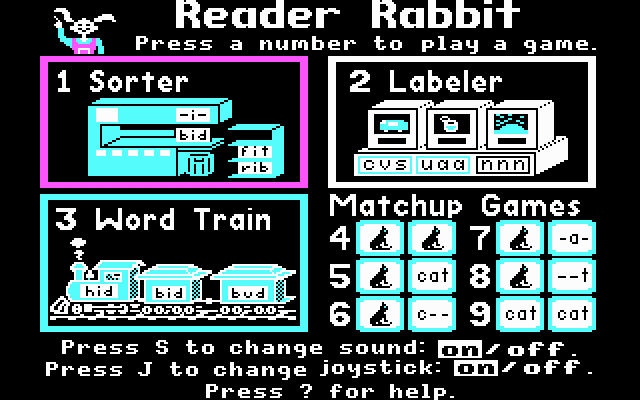 Reader Rabbit
Press a number to play a game.
1 Sorter
-i-
bid
fit
rib
2 Labeler
cvs uaa nnn
3 Word Train
hid bid bud
Matchup Games
4 7 -a-
5 cat 8 --t
6 c-- 9 cat cat
Press S to change sound: on/off.
Press J to change joystick: on/off.
Press ? for help.